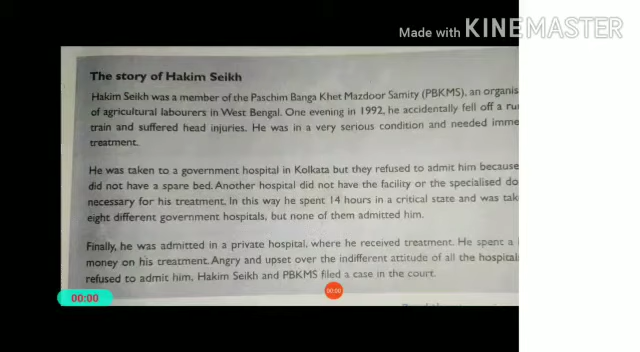 Made with KINEMASTER
The story of Hakim Seikh
Hakim Seikh was a member of the Paschim Banga Khet Mazdoor Samity (PBKMS), an organis
of agricultural labourers in West Bengal. One evening in 1992, he accidentally fell off a ru
train and suffered head injuries. He was in a very serious condition and needed imme
treatment.
He was taken to a government hospital in Kolkata but they refused to admit him because
did not have a spare bed. Another hospital did not have the facility or the specialised do
necessary for his treatment. In this way he spent 14 hours in a critical state and was tak
eight different government hospitals, but none of them admitted him.
Finally, he was admitted in a private hospital, where he received treatment. He spent a
money on his treatment. Angry and upset over the indifferent attitude of all the hospital
refused to admit him, Hakim Seikh and PBKMS filed a case in the court.
00:00
00:00